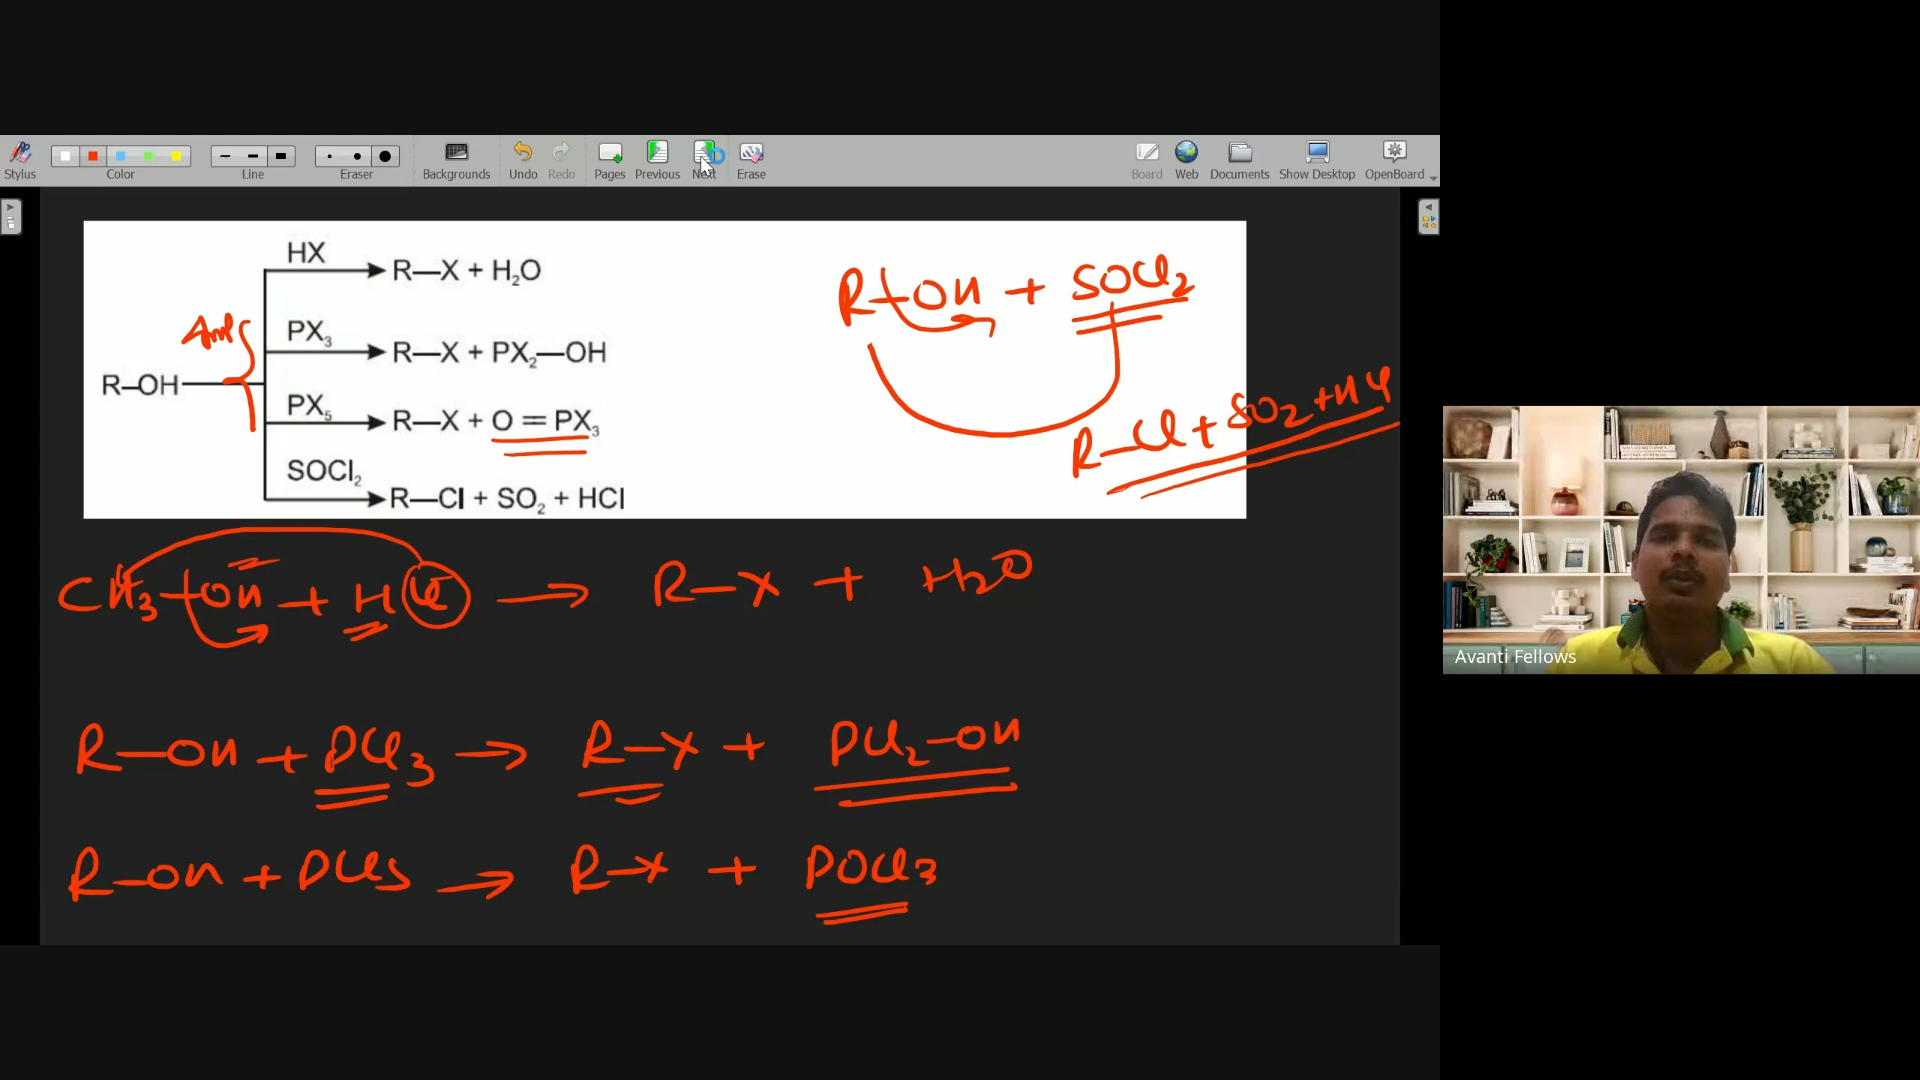 Stylus Color Line Eraser Backgrounds Undo Redo Pages Previous Next Erase Board Web Documents Show Desktop OpenBoard
HX
R—X + H₂O
PX₃
R—X + PX₂—OH
R–OH
PX₅
R—X + O = PX₃
SOCl₂
R—Cl + SO₂ + HCl
R–OH + SOCl₂
R–Cl + SO₂ + HCl
CH₃–OH + HCl → R–X + H₂O
R–OH + PCl₃ → R–X + PCl₂–OH
R–OH + PCl₅ → R–X + POCl₃
Avanti Fellows